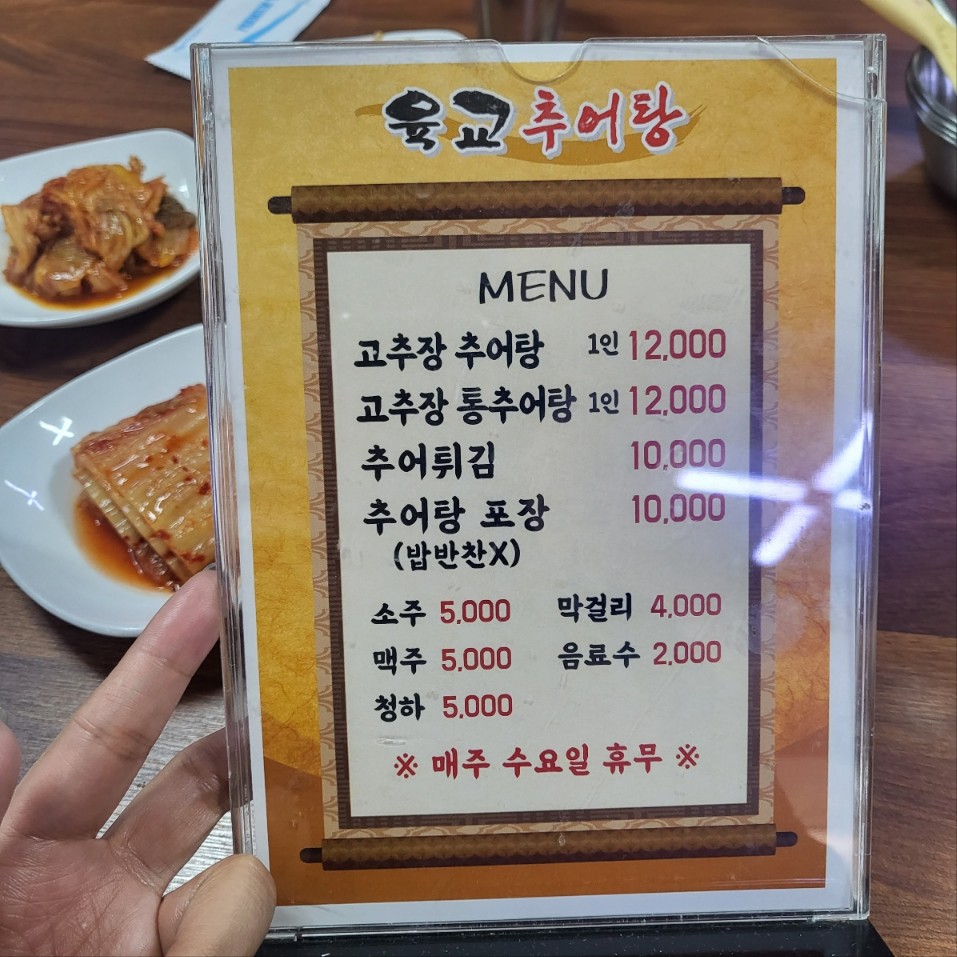 육교추어탕
MENU
고추장 추어탕 1인 12,000
고추장 통추어탕 1인 12,000
추어튀김 10,000
추어탕 포장 10,000
(밥반찬X)
소주 5,000 막걸리 4,000
맥주 5,000 음료수 2,000
청하 5,000
※ 매주 수요일 휴무 ※